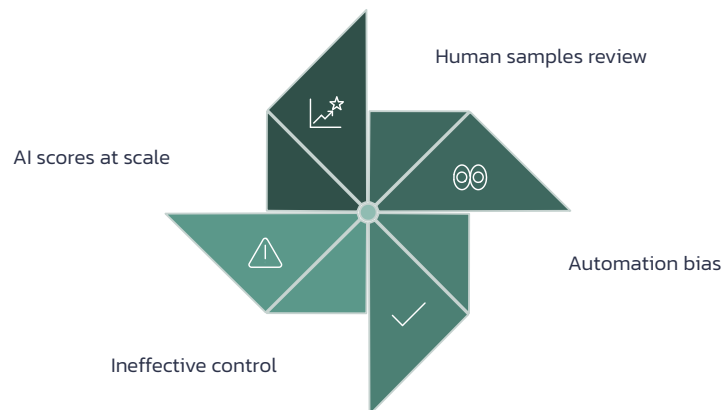 Human samples review
AI scores at scale
Automation bias
Ineffective control